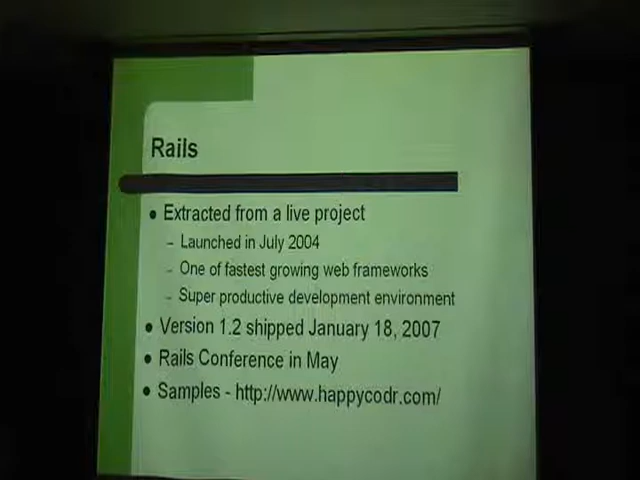 Rails
• Extracted from a live project
– Launched in July 2004
– One of fastest growing web frameworks
– Super productive development environment
• Version 1.2 shipped January 18, 2007
• Rails Conference in May
• Samples - http://www.happycodr.com/